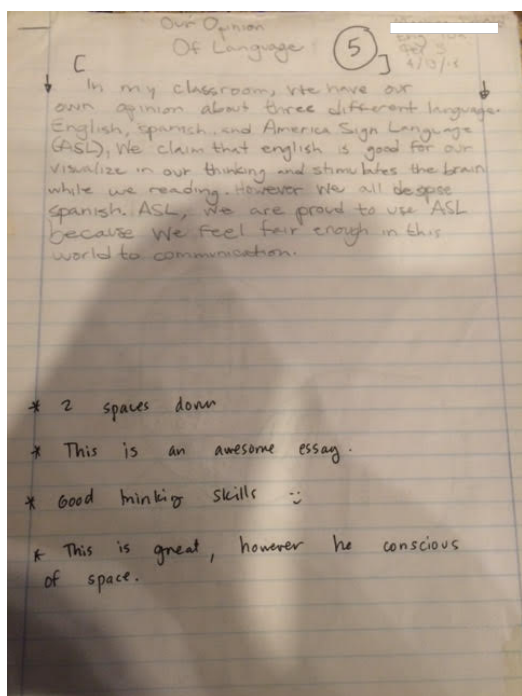 Our Opinion
Of Language
5
Per 3
In my classroom, we have our
own opinion about three different language.
English, spanish, and America Sign Language
(ASL), We claim that english is good for our
visualize in our thinking and stimulates the brain
while we reading. However we all despise
spanish. ASL, we are proud to use ASL
because We feel fair enough in this
world to communication.
* 2 spaces down
* This is an awesome essay.
* Good thinking skills :)
* This is great, however be conscious
of space.